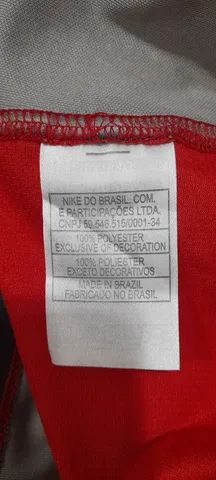 NIKE DO BRASIL COM.
E PARTICIPAÇÕES LTDA.
CNPJ 59.546.515/0001-34
100% POLYESTER
EXCLUSIVE OF DECORATION
100% POLIESTER
EXCETO DECORATIVOS
MADE IN BRAZIL
FABRICADO NO BRASIL